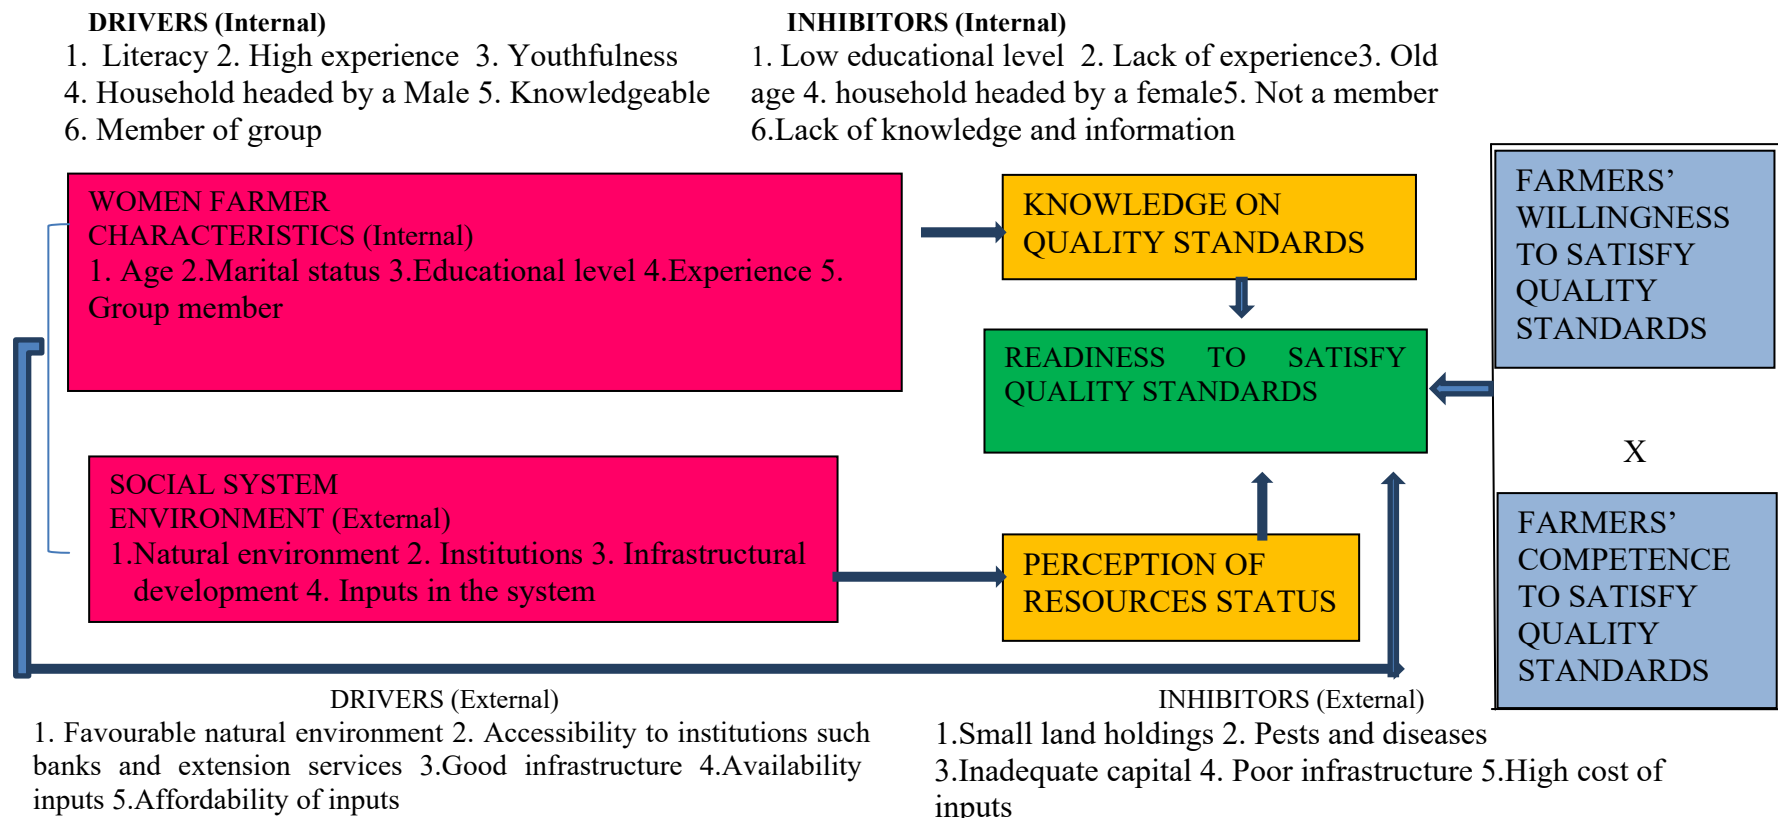 DRIVERS (Internal)
1. Literacy 2. High experience 3. Youthfulness
4. Household headed by a Male 5. Knowledgeable
6. Member of group
INHIBITORS (Internal)
1. Low educational level 2. Lack of experience3. Old
age 4. household headed by a female5. Not a member
6.Lack of knowledge and information
WOMEN FARMER
CHARACTERISTICS (Internal)
1. Age 2.Marital status 3.Educational level 4.Experience 5.
Group member
KNOWLEDGE ON
QUALITY STANDARDS
FARMERS’
WILLINGNESS
TO SATISFY
QUALITY
STANDARDS
READINESS TO SATISFY
QUALITY STANDARDS
X
SOCIAL SYSTEM
ENVIRONMENT (External)
1.Natural environment 2. Institutions 3. Infrastructural
development 4. Inputs in the system
PERCEPTION OF
RESOURCES STATUS
FARMERS’
COMPETENCE
TO SATISFY
QUALITY
STANDARDS
DRIVERS (External)
1. Favourable natural environment 2. Accessibility to institutions such
banks and extension services 3.Good infrastructure 4.Availability
inputs 5.Affordability of inputs
INHIBITORS (External)
1.Small land holdings 2. Pests and diseases
3.Inadequate capital 4. Poor infrastructure 5.High cost of
inputs